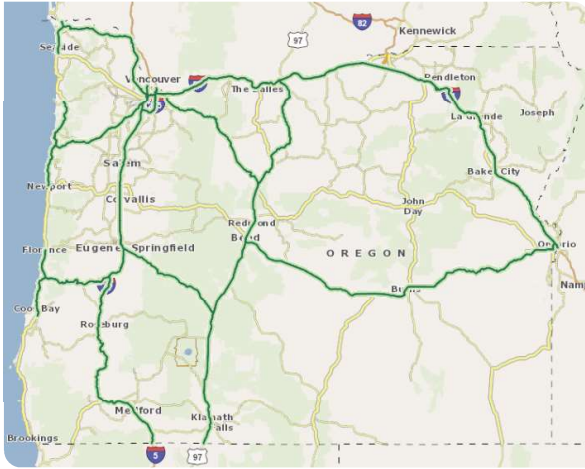 82
Kennewick
97
Seaside
Vancouver
The Dalles
Pendleton
La Grande
Joseph
Salem
Baker City
Newport
Corvallis
John
Day
Redmond
Bend
OREGON
Ontario
Florence
Eugene
Springfield
Nam
Burns
Coos Bay
Roseburg
Medford
Klamath
Falls
Brookings
5
97